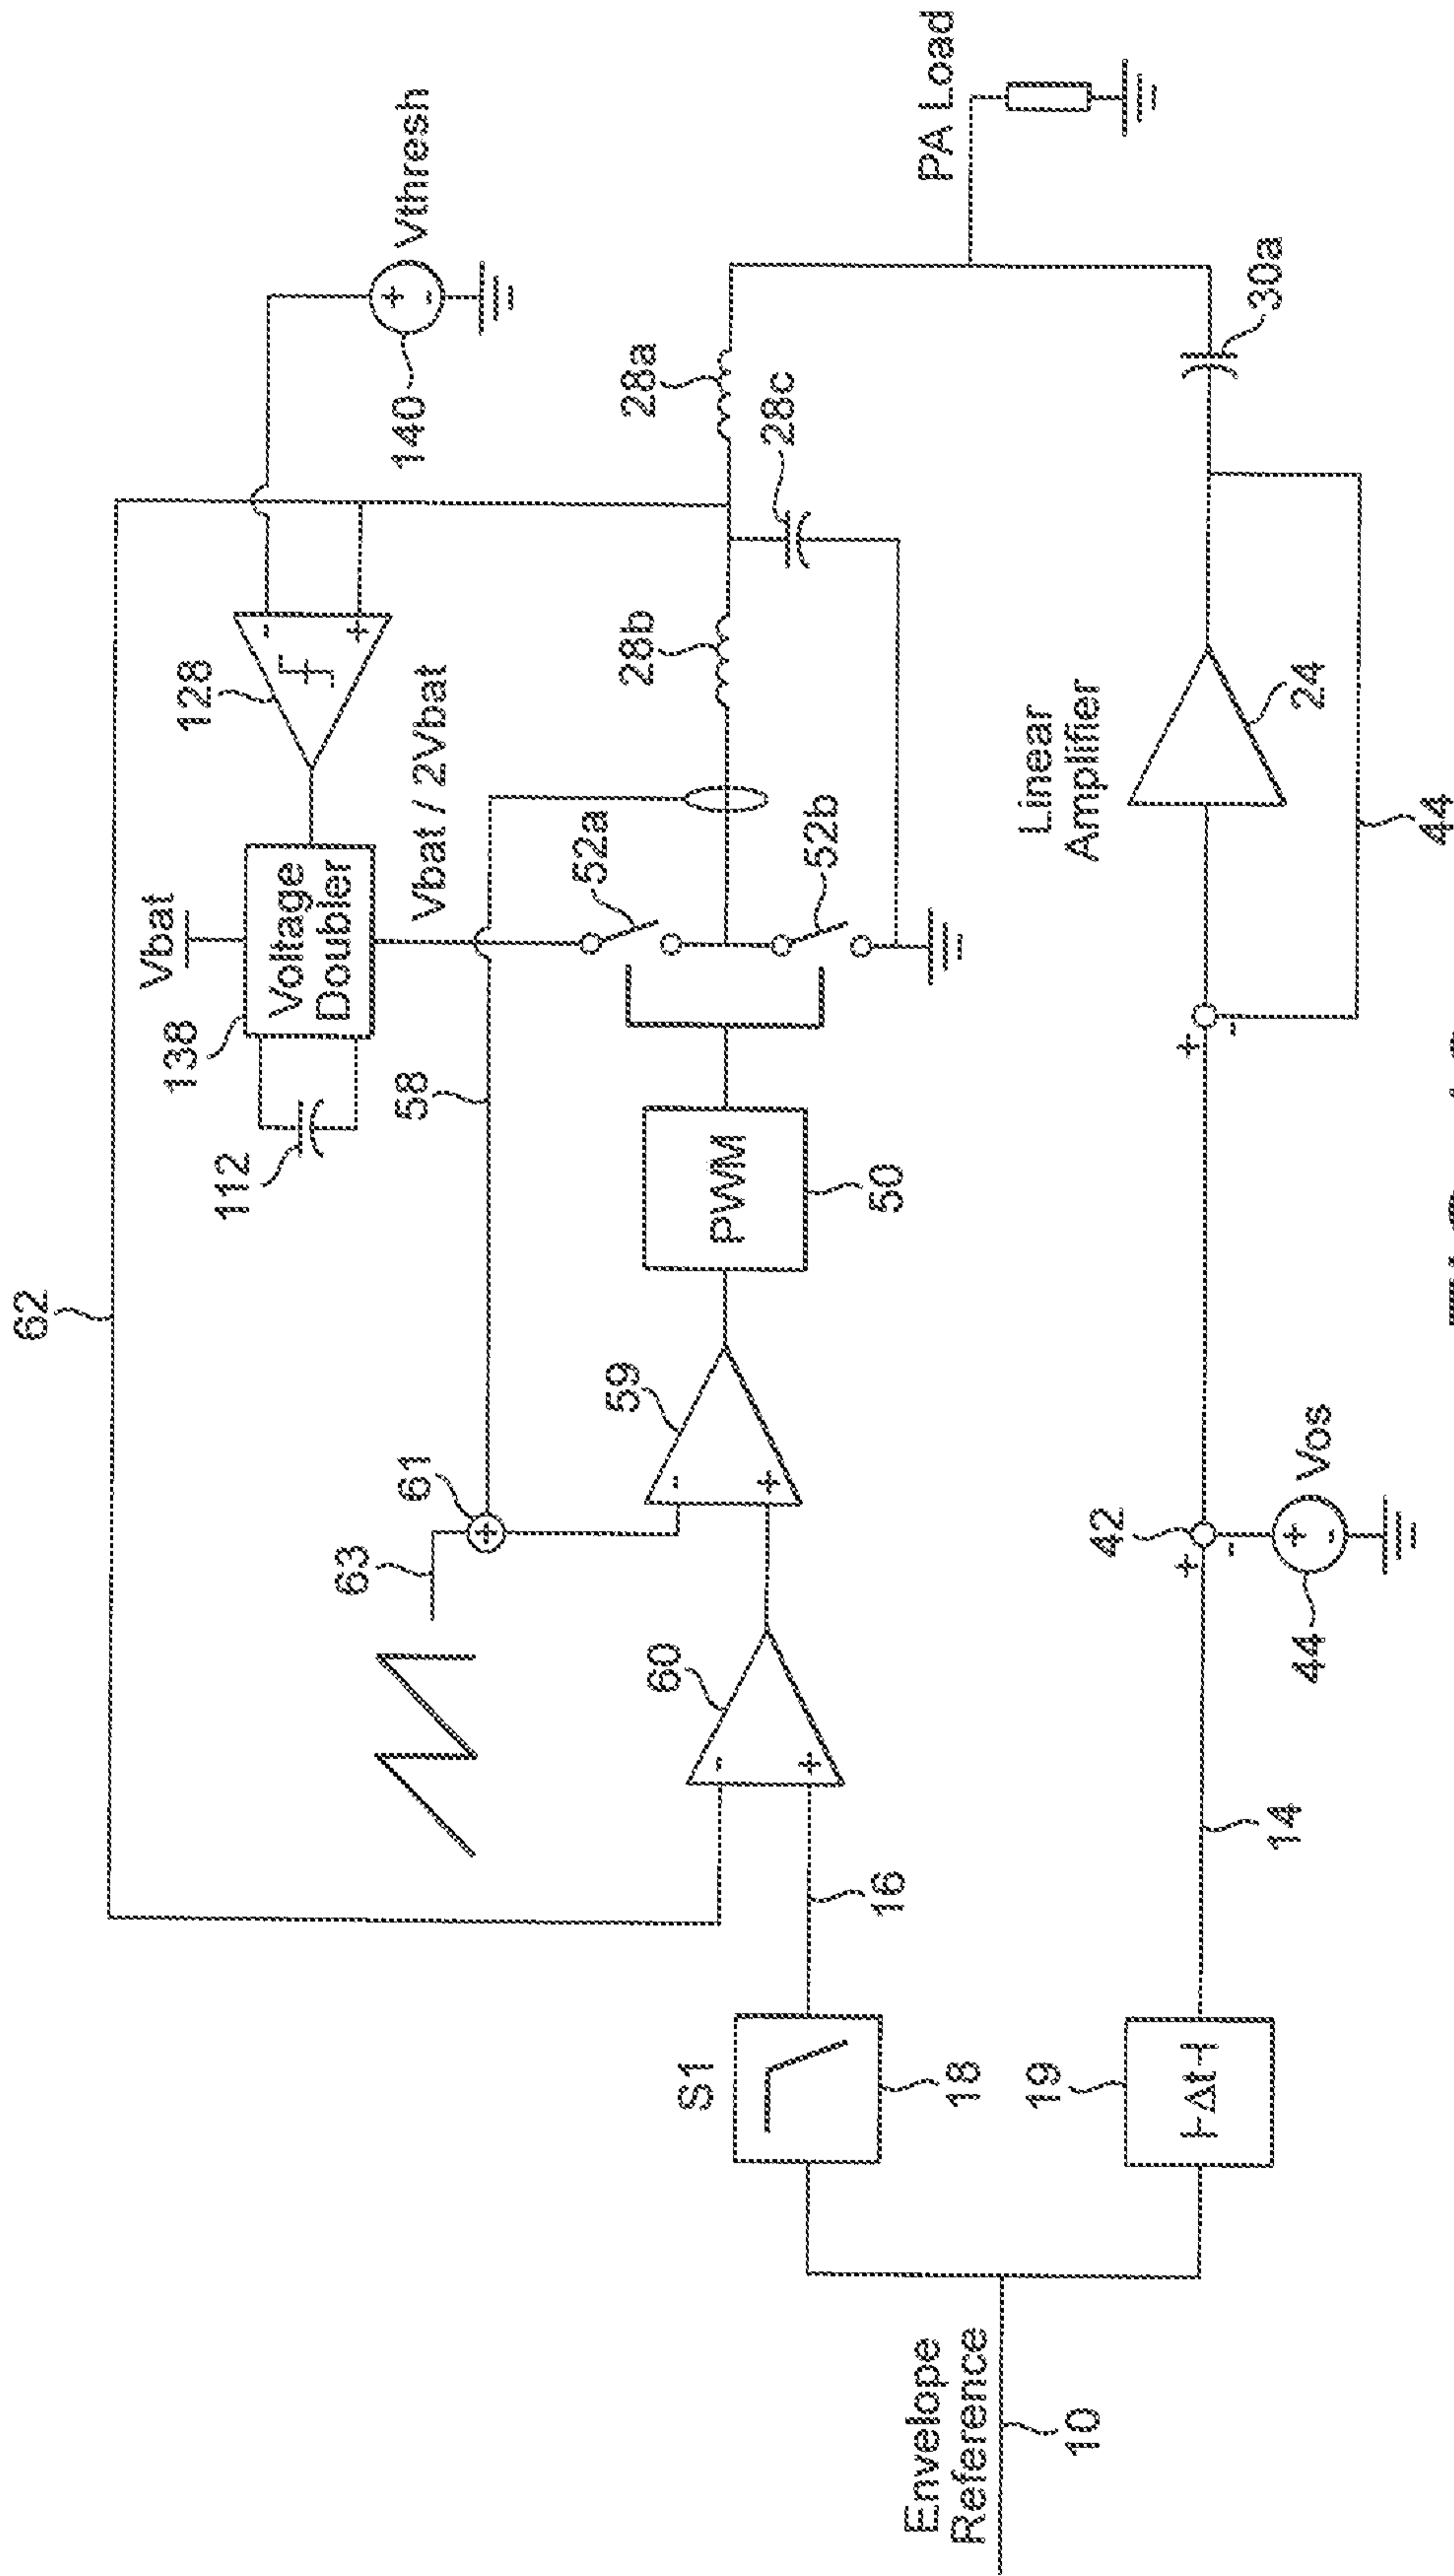 62
Vbat
138
Voltage
Doubler
112
128
-
+
Vthresh
+
-
140
Vbat / 2Vbat
58
61
+
63
59
-
+
60
-
+
PWM
50
52a
52b
28b
28a
28c
PA Load
S1
18
16
19
Δt
14
Envelope
Reference
10
42
+
-
+
-
Vos
44
+
-
Linear
Amplifier
24
44
30a